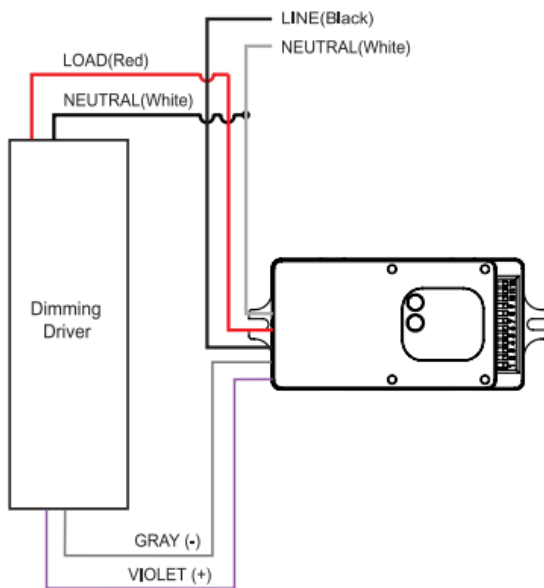 LINE(Black)
NEUTRAL(White)
LOAD(Red)
NEUTRAL(White)
Dimming
Driver
GRAY (-)
VIOLET (+)